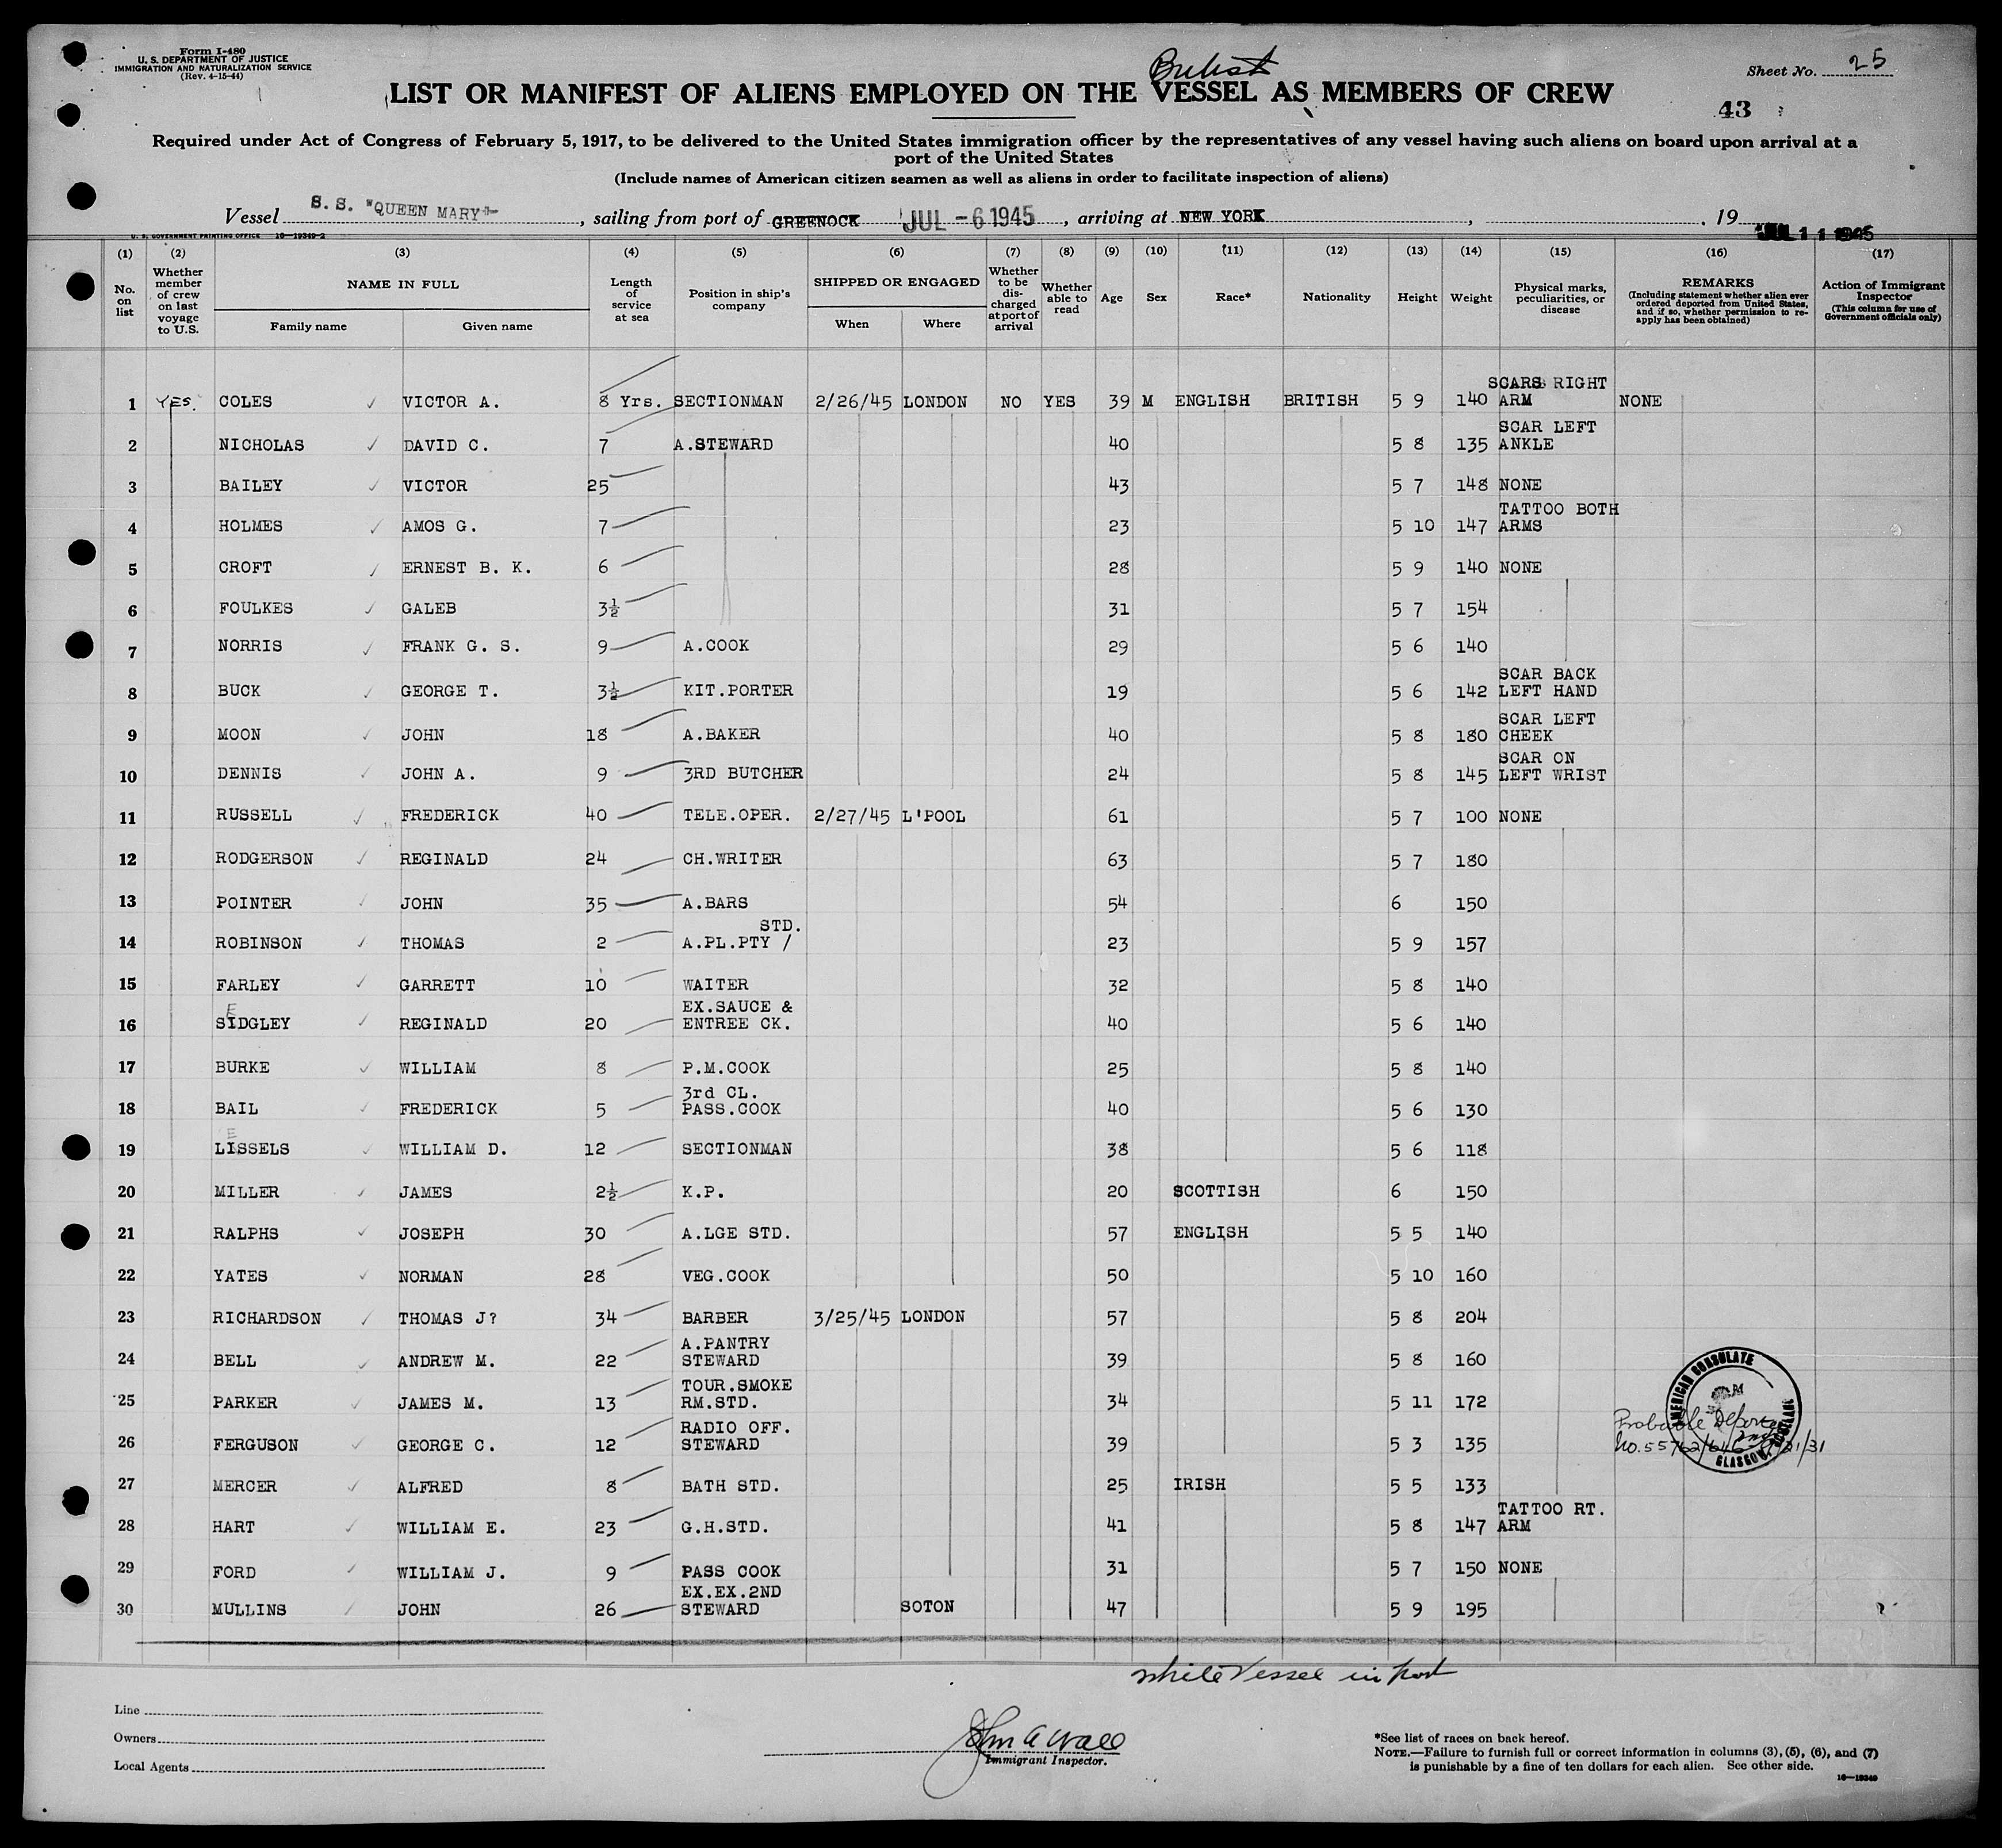 Form I-480
U. S. DEPARTMENT OF JUSTICE
IMMIGRATION AND NATURALIZATION SERVICE
(Rev. 4-15-44)
Sheet No. 25
LIST OR MANIFEST OF ALIENS EMPLOYED ON THE VESSEL AS MEMBERS OF CREW
43
Required under Act of Congress of February 5, 1917, to be delivered to the United States immigration officer by the representatives of any vessel having such aliens on board upon arrival at a
port of the United States
(Include names of American citizen seamen as well as aliens in order to facilitate inspection of aliens)
Vessel S. S. "QUEEN MARY", sailing from port of GREENOCK JUL -6 1945, arriving at NEW YORK, . 19 JUL 11 1945
U. S. GOVERNMENT PRINTING OFFICE 16—19349-2
(1) (2) (3) (4) (5) (6) (7) (8) (9) (10) (11) (12) (13) (14) (15) (16) (17)
No. on list
Whether member of crew on last voyage to U.S.
NAME IN FULL
Family name Given name
Length of service at sea
Position in ship's company
SHIPPED OR ENGAGED
When Where
Whether to be discharged at port of arrival
Whether able to read
Age
Sex
Race*
Nationality
Height
Weight
Physical marks, peculiarities, or disease
REMARKS
(Including statement whether alien ever ordered deported from United States, and if so, whether permission to reapply has been obtained)
Action of Immigrant Inspector
(This column for use of Government officials only)
1 YES. COLES VICTOR A. 8 Yrs. SECTIONMAN 2/26/45 LONDON NO YES 39 M ENGLISH BRITISH 5 9 140 SCARS RIGHT ARM NONE
2 NICHOLAS DAVID C. 7 A.STEWARD 40 5 8 135 SCAR LEFT ANKLE
3 BAILEY VICTOR 25 43 5 7 148 NONE
4 HOLMES AMOS G. 7 23 5 10 147 TATTOO BOTH ARMS
5 CROFT ERNEST B. K. 6 28 5 9 140 NONE
6 FOULKES GALEB 3½ 31 5 7 154
7 NORRIS FRANK G. S. 9 A.COOK 29 5 6 140
8 BUCK GEORGE T. 3½ KIT.PORTER 19 5 6 142 SCAR BACK LEFT HAND
9 MOON JOHN 18 A.BAKER 40 5 8 180 SCAR LEFT CHEEK
10 DENNIS JOHN A. 9 3RD BUTCHER 24 5 8 145 SCAR ON LEFT WRIST
11 RUSSELL FREDERICK 40 TELE.OPER. 2/27/45 L'POOL 61 5 7 100 NONE
12 RODGERSON REGINALD 24 CH.WRITER 63 5 7 180
13 POINTER JOHN 35 A.BARS 54 6 150
14 ROBINSON THOMAS 2 A.PL.PTY / STD. 23 5 9 157
15 FARLEY GARRETT 10 WAITER 32 5 8 140
16 SIDGLEY E REGINALD 20 EX.SAUCE & ENTREE CK. 40 5 6 140
17 BURKE WILLIAM 8 P.M.COOK 25 5 8 140
18 BAIL FREDERICK 5 3rd CL. PASS.COOK 40 5 6 130
19 LISSELS E WILLIAM D. 12 SECTIONMAN 38 5 6 118
20 MILLER JAMES 2½ K.P. 20 SCOTTISH 6 150
21 RALPHS JOSEPH 30 A.LGE STD. 57 ENGLISH 5 5 140
22 YATES NORMAN 28 VEG.COOK 50 5 10 160
23 RICHARDSON THOMAS J? 34 BARBER 3/25/45 LONDON 57 5 8 204
24 BELL ANDREW M. 22 A.PANTRY STEWARD 39 5 8 160
25 PARKER JAMES M. 13 TOUR.SMOKE RM.STD. 34 5 11 172
26 FERGUSON GEORGE C. 12 RADIO OFF. STEWARD 39 5 3 135
27 MERCER ALFRED 8 BATH STD. 25 IRISH 5 5 133
28 HART WILLIAM E. 23 G.H.STD. 41 5 8 147 TATTOO RT. ARM
29 FORD WILLIAM J. 9 PASS COOK 31 5 7 150 NONE
30 MULLINS JOHN 26 EX.EX.2ND STEWARD SOTON 47 5 9 195
AMERICAN CONSULATE
GLASGOW, SCOTLAND
Probable
while Vessel in port
Line
Owners
Local Agents
John A Wall
Immigrant Inspector.
*See list of races on back hereof.
NOTE.—Failure to furnish full or correct information in columns (3), (5), (6), and (7)
is punishable by a fine of ten dollars for each alien. See other side.
16—19349